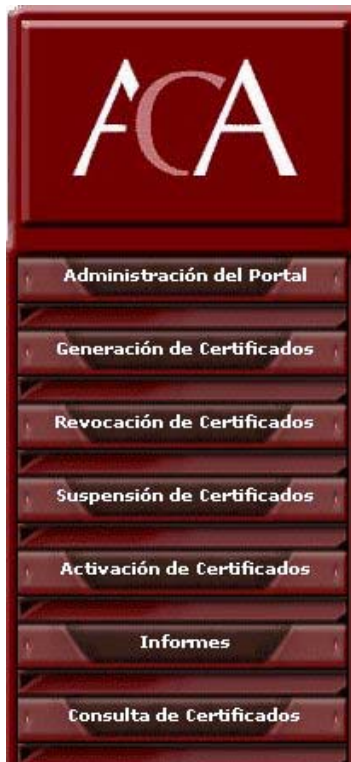 ACA
Administración del Portal
Generación de Certificados
Revocación de Certificados
Suspensión de Certificados
Activación de Certificados
Informes
Consulta de Certificados